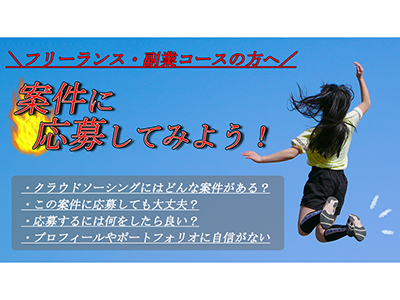 ＼フリーランス・副業コースの方へ／
案件に
応募してみよう！
・クラウドソーシングにはどんな案件がある？
・この案件に応募しても大丈夫？
・応募するには何をしたら良い？
・プロフィールやポートフォリオに自信がない